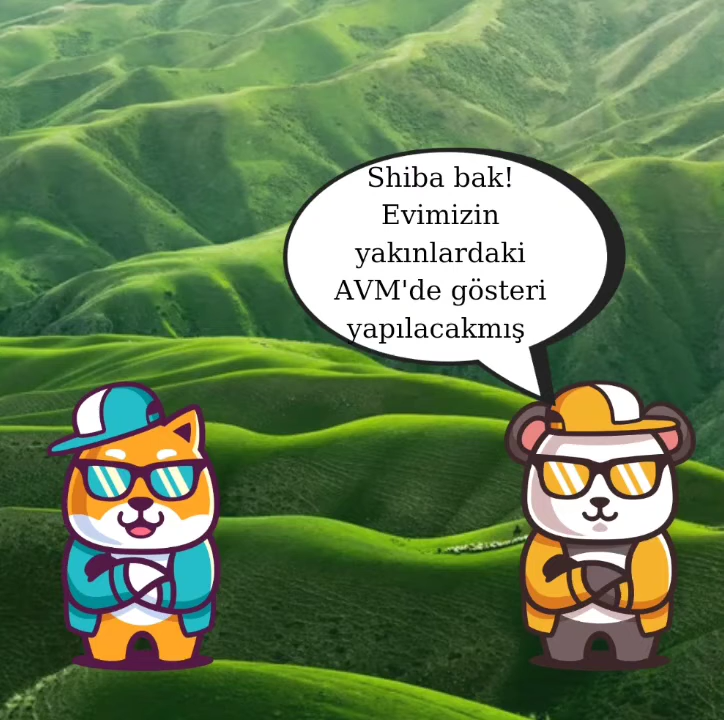 Shiba bak!
Evimizin
yakınlardaki
AVM'de gösteri
yapılacakmış